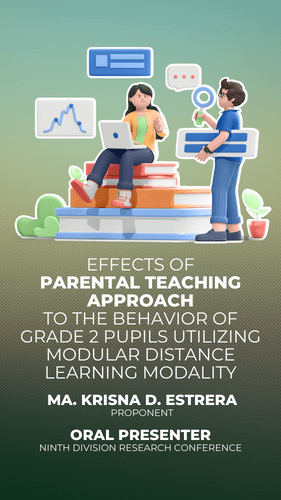 EFFECTS OF
PARENTAL TEACHING
APPROACH
TO THE BEHAVIOR OF
GRADE 2 PUPILS UTILIZING
MODULAR DISTANCE
LEARNING MODALITY
MA. KRISNA D. ESTRERA
PROPONENT
ORAL PRESENTER
NINTH DIVISION RESEARCH CONFERENCE